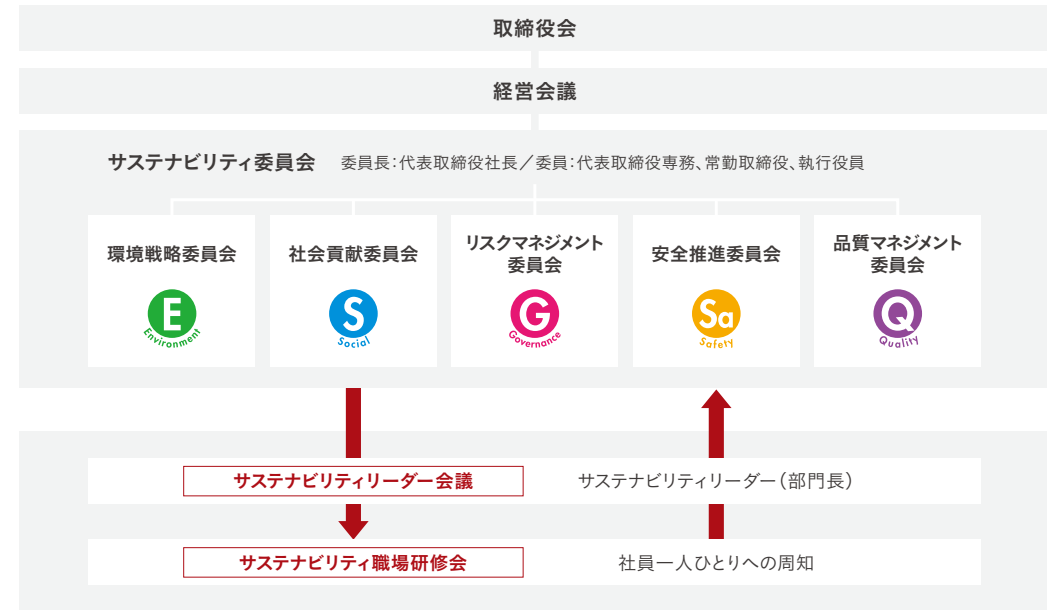 取締役会
経営会議
サステナビリティ委員会 委員長:代表取締役社長／委員:代表取締役専務、常勤取締役、執行役員
環境戦略委員会
E
Environment
社会貢献委員会
S
Social
リスクマネジメント
委員会
G
Governance
安全推進委員会
Sa
Safety
品質マネジメント
委員会
Q
Quality
サステナビリティリーダー会議 サステナビリティリーダー（部門長）
サステナビリティ職場研修会 社員一人ひとりへの周知